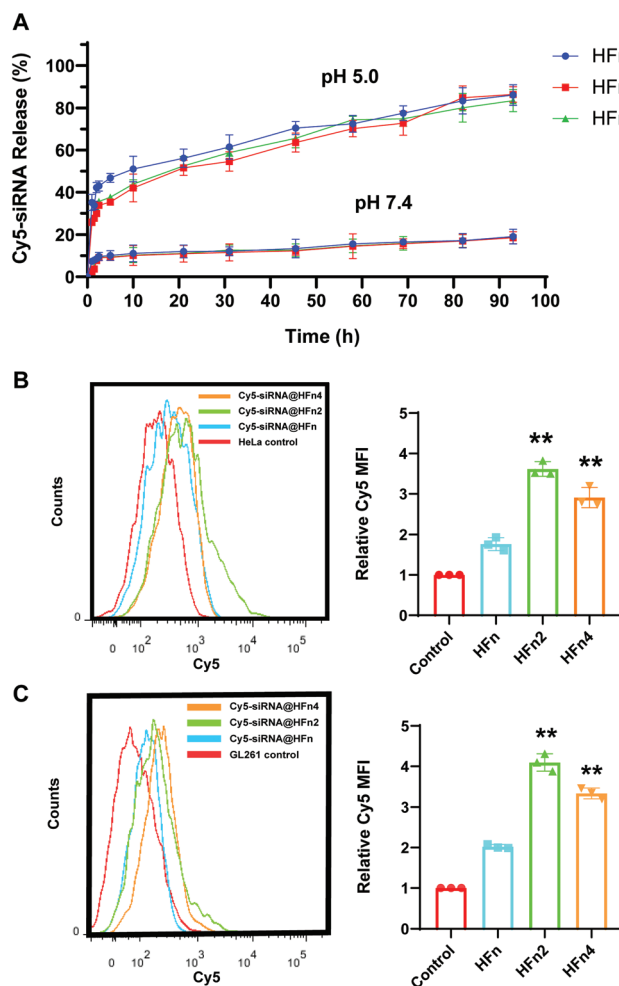 A
Cy5-siRNA Release (%)
100
80
60
40
20
0
pH 5.0
pH 7.4
0 10 20 30 40 50 60 70 80 90 100
Time (h)
B
Counts
0
Cy5-siRNA@HFn4
Cy5-siRNA@HFn2
Cy5-siRNA@HFn
HeLa control
0 10² 10³ 10⁴ 10⁵
Cy5
Relative Cy5 MFI
5
4
3
2
1
0
**
**
Control HFn HFn2 HFn4
C
Counts
0
Cy5-siRNA@HFn4
Cy5-siRNA@HFn2
Cy5-siRNA@HFn
GL261 control
0 10² 10³ 10⁴ 10⁵
Cy5
Relative Cy5 MFI
5
4
3
2
1
0
**
**
Control HFn HFn2 HFn4